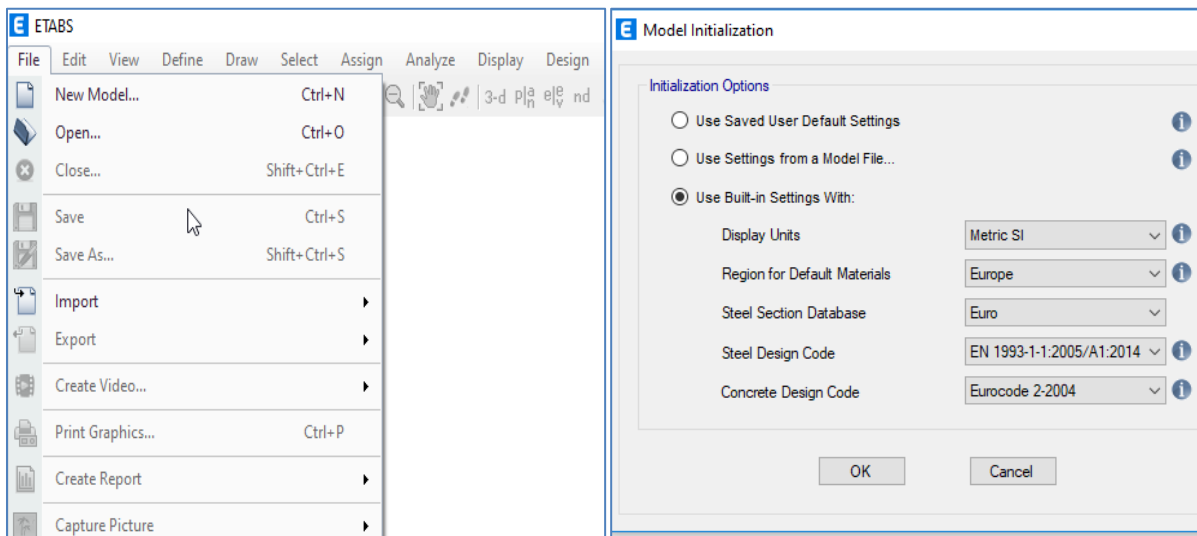 E ETABS
File Edit View Define Draw Select Assign Analyze Display Design
3-d pla n ele v nd
New Model... Ctrl+N
Open... Ctrl+O
Close... Shift+Ctrl+E
Save Ctrl+S
Save As... Shift+Ctrl+S
Import
Export
Create Video...
Print Graphics... Ctrl+P
Create Report
Capture Picture
E Model Initialization
Initialization Options
Use Saved User Default Settings
Use Settings from a Model File...
Use Built-in Settings With:
Display Units Metric SI
Region for Default Materials Europe
Steel Section Database Euro
Steel Design Code EN 1993-1-1:2005/A1:2014
Concrete Design Code Eurocode 2-2004
OK Cancel